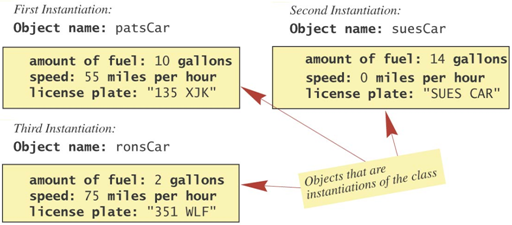 First Instantiation:
Object name: patsCar
amount of fuel: 10 gallons
speed: 55 miles per hour
license plate: "135 XJK"
Second Instantiation:
Object name: suesCar
amount of fuel: 14 gallons
speed: 0 miles per hour
license plate: "SUES CAR"
Third Instantiation:
Object name: ronsCar
amount of fuel: 2 gallons
speed: 75 miles per hour
license plate: "351 WLF"
Objects that are
instantiations of the class